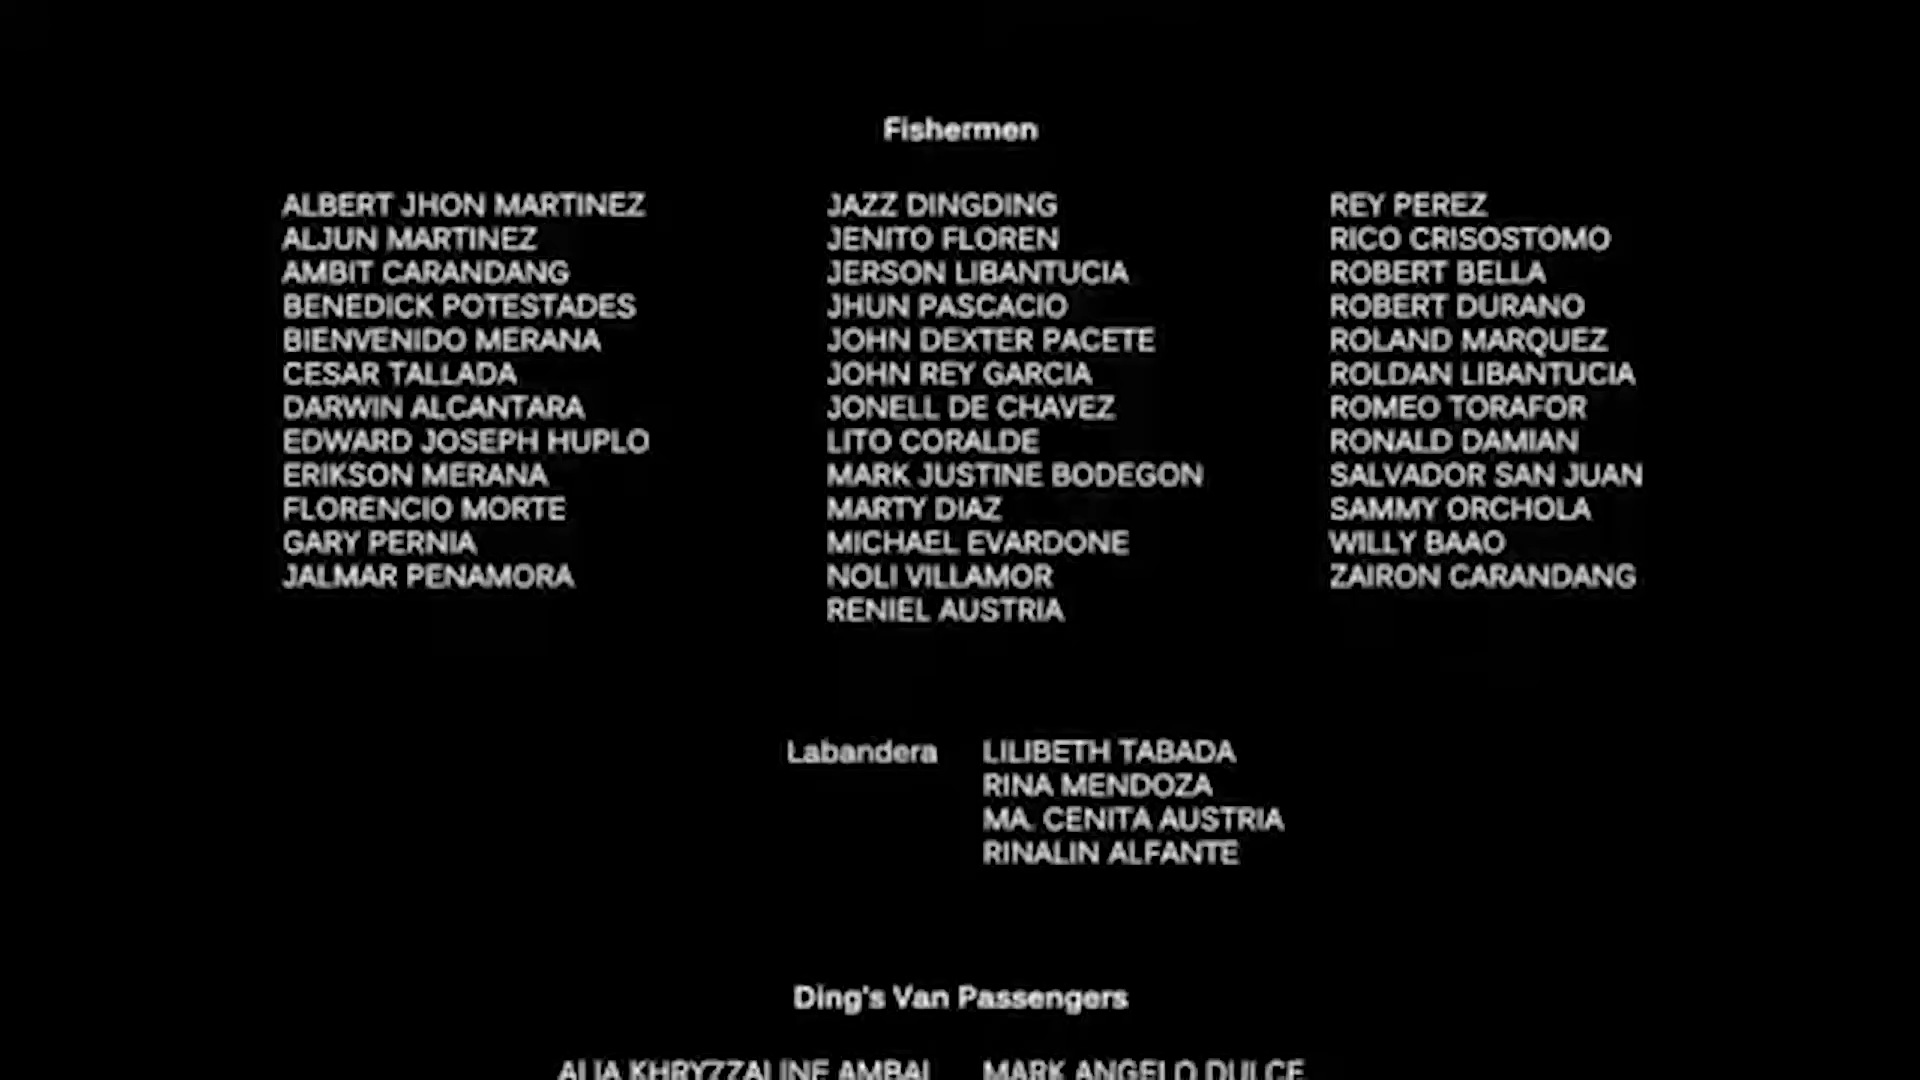 Fishermen
ALBERT JHON MARTINEZ
ALJUN MARTINEZ
AMBIT CARANDANG
BENEDICK POTESTADES
BIENVENIDO MERANA
CESAR TALLADA
DARWIN ALCANTARA
EDWARD JOSEPH HUPLO
ERIKSON MERANA
FLORENCIO MORTE
GARY PERNIA
JALMAR PENAMORA
JAZZ DINGDING
JENITO FLOREN
JERSON LIBANTUCIA
JHUN PASCACIO
JOHN DEXTER PACETE
JOHN REY GARCIA
JONELL DE CHAVEZ
LITO CORALDE
MARK JUSTINE BODEGON
MARTY DIAZ
MICHAEL EVARDONE
NOLI VILLAMOR
RENIEL AUSTRIA
REY PEREZ
RICO CRISOSTOMO
ROBERT BELLA
ROBERT DURANO
ROLAND MARQUEZ
ROLDAN LIBANTUCIA
ROMEO TORAFOR
RONALD DAMIAN
SALVADOR SAN JUAN
SAMMY ORCHOLA
WILLY BAAO
ZAIRON CARANDANG
Labandera LILIBETH TABADA
RINA MENDOZA
MA. CENITA AUSTRIA
RINALIN ALFANTE
Ding's Van Passengers
MARK ANGELO DULCE